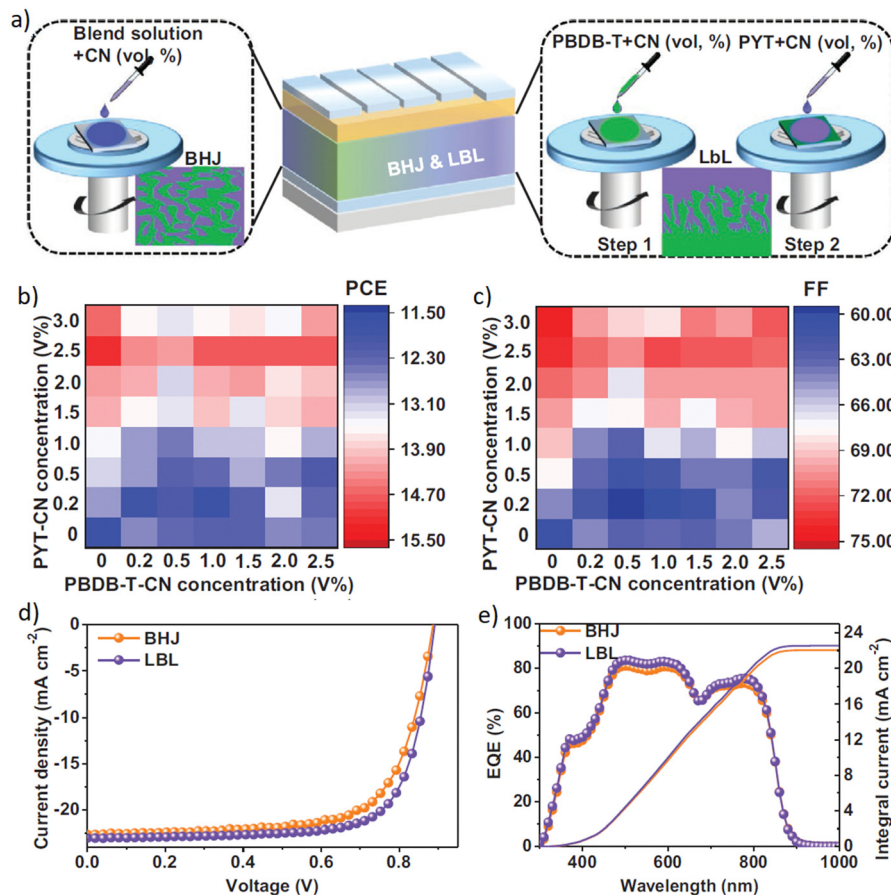 a)
Blend solution
+CN (vol, %)
BHJ
BHJ & LBL
PBDB-T+CN (vol, %)
PYT+CN (vol, %)
LbL
Step 1
Step 2
b)
PCE
PYT-CN concentration (V%)
3.0
2.5
2.0
1.5
1.0
0.5
0.2
0
0 0.2 0.5 1.0 1.5 2.0 2.5
PBDB-T-CN concentration (V%)
11.50
12.30
13.10
13.90
14.70
15.50
c)
FF
PYT-CN concentration (V%)
3.0
2.5
2.0
1.5
1.0
0.5
0.2
0
0 0.2 0.5 1.0 1.5 2.0 2.5
PBDB-T-CN concentration (V%)
60.00
63.00
66.00
69.00
72.00
75.00
d)
BHJ
LBL
Current density (mA cm⁻²)
0
-5
-10
-15
-20
0.0 0.2 0.4 0.6 0.8
Voltage (V)
e)
BHJ
LBL
EQE (%)
100
80
60
40
20
0
400 600 800 1000
Wavelength (nm)
24
20
16
12
8
4
0
Integral current (mA cm⁻²)